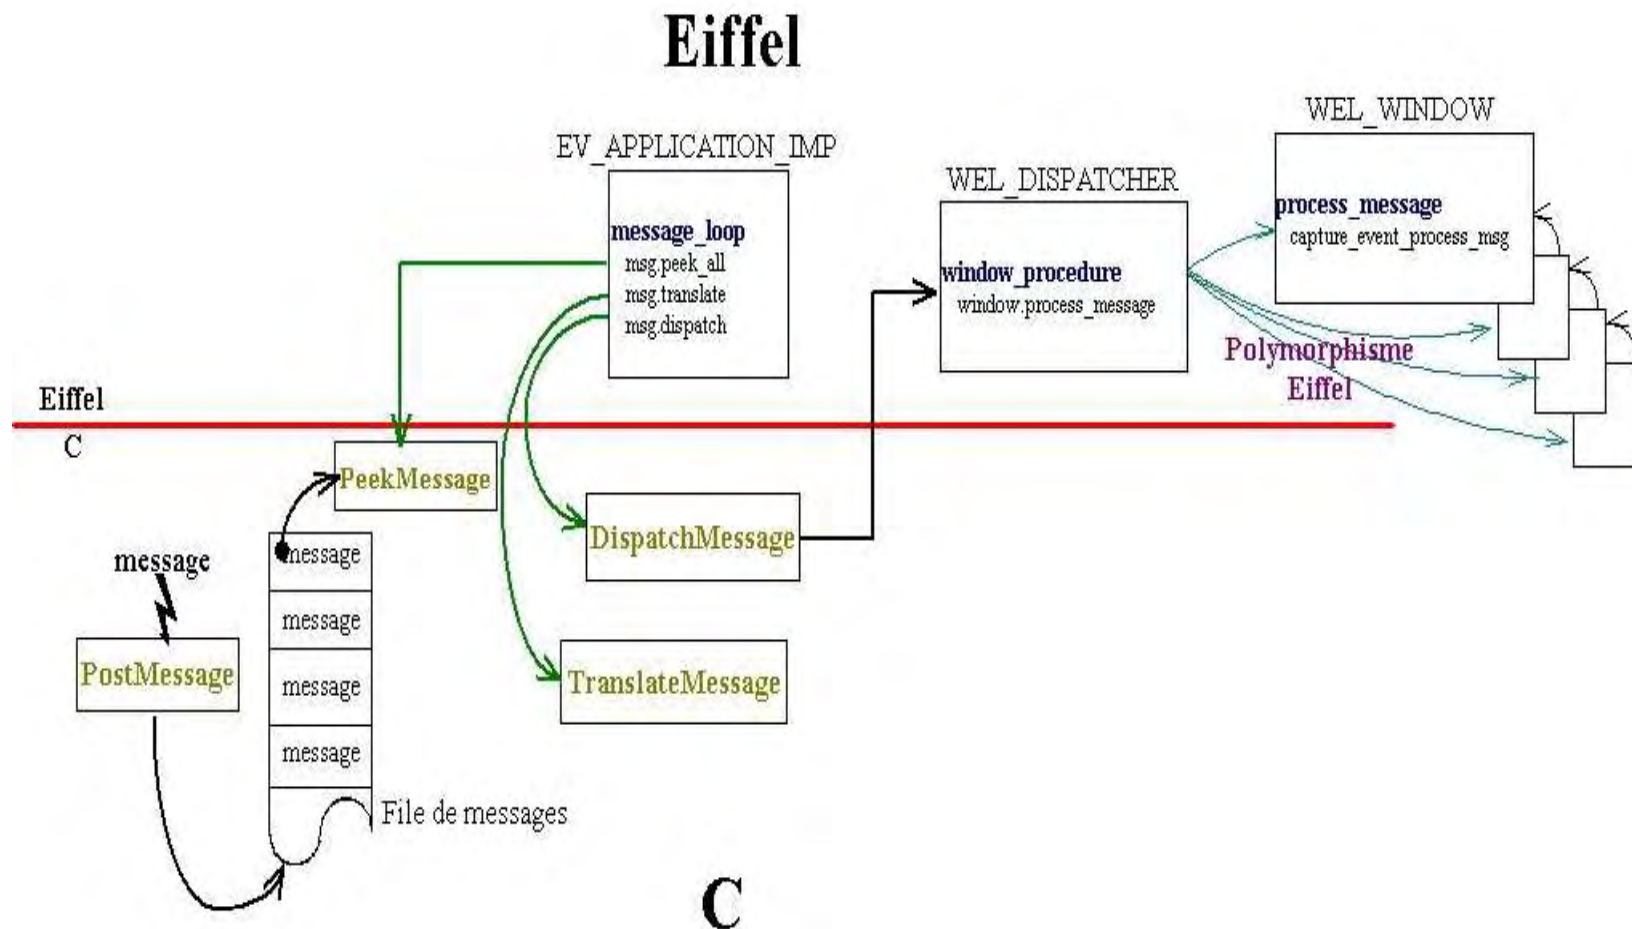 Eiffel
EV_APPLICATION_IMP
message_loop
msg.peek_all
msg.translate
msg.dispatch
WEL_DISPATCHER
window_procedure
window.process_message
WEL_WINDOW
process_message
capture_event_process_msg
Polymorphisme
Eiffel
Eiffel
C
PeekMessage
DispatchMessage
TranslateMessage
message
PostMessage
message
message
message
message
File de messages
C